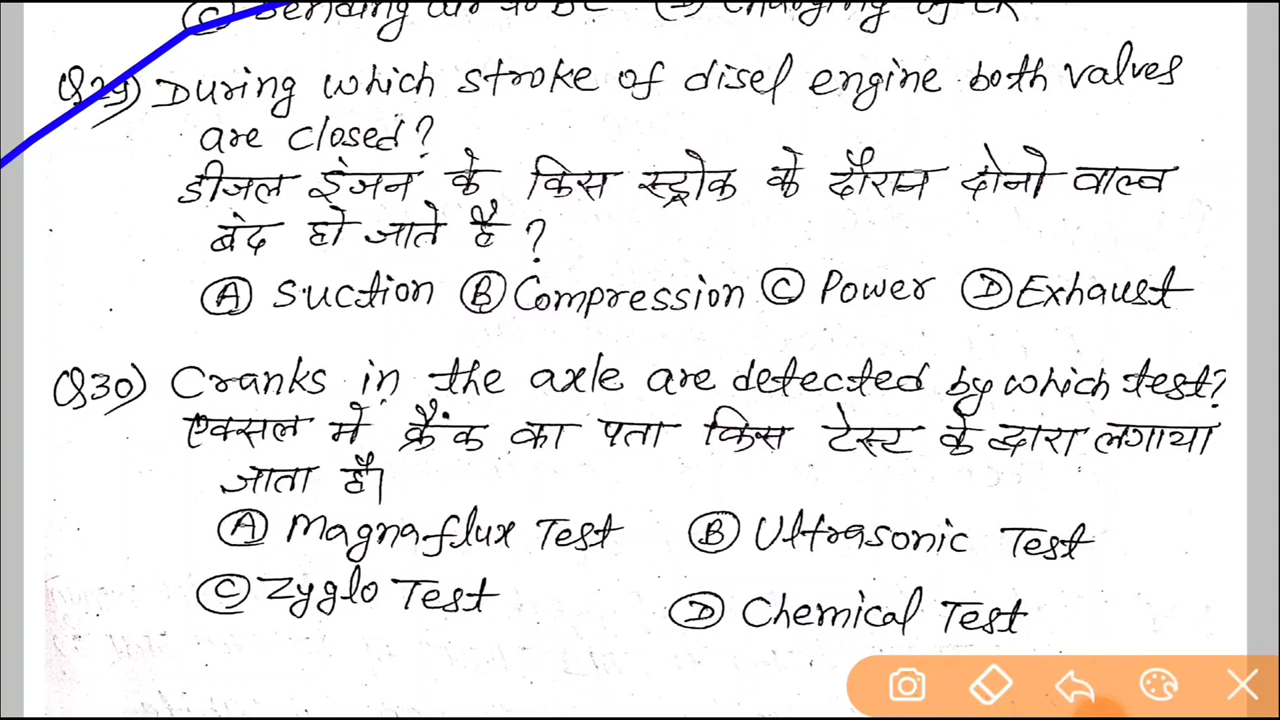 Q29) During which stroke of disel engine both valves
are closed?
डीजल इंजन के किस स्ट्रोक के दौरान दोनो वाल्व
बंद हो जाते है ?
Ⓐ Suction Ⓑ Compression Ⓒ Power Ⓓ Exhaust
Q30) Cranks in the axle are detected by which test?
एक्सल में क्रैंक का पता किस टेस्ट के द्वारा लगाया
जाता है।
Ⓐ Magnaflux Test Ⓑ Ultrasonic Test
Ⓒ Zyglo Test Ⓓ Chemical Test